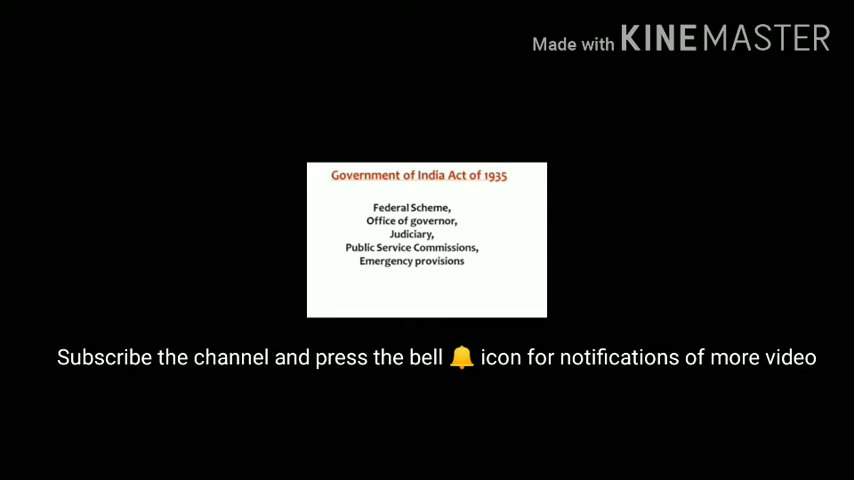 Made with KINEMASTER
Government of India Act of 1935
Federal Scheme,
Office of governor,
Judiciary,
Public Service Commissions,
Emergency provisions
Subscribe the channel and press the bell 🔔 icon for notifications of more video